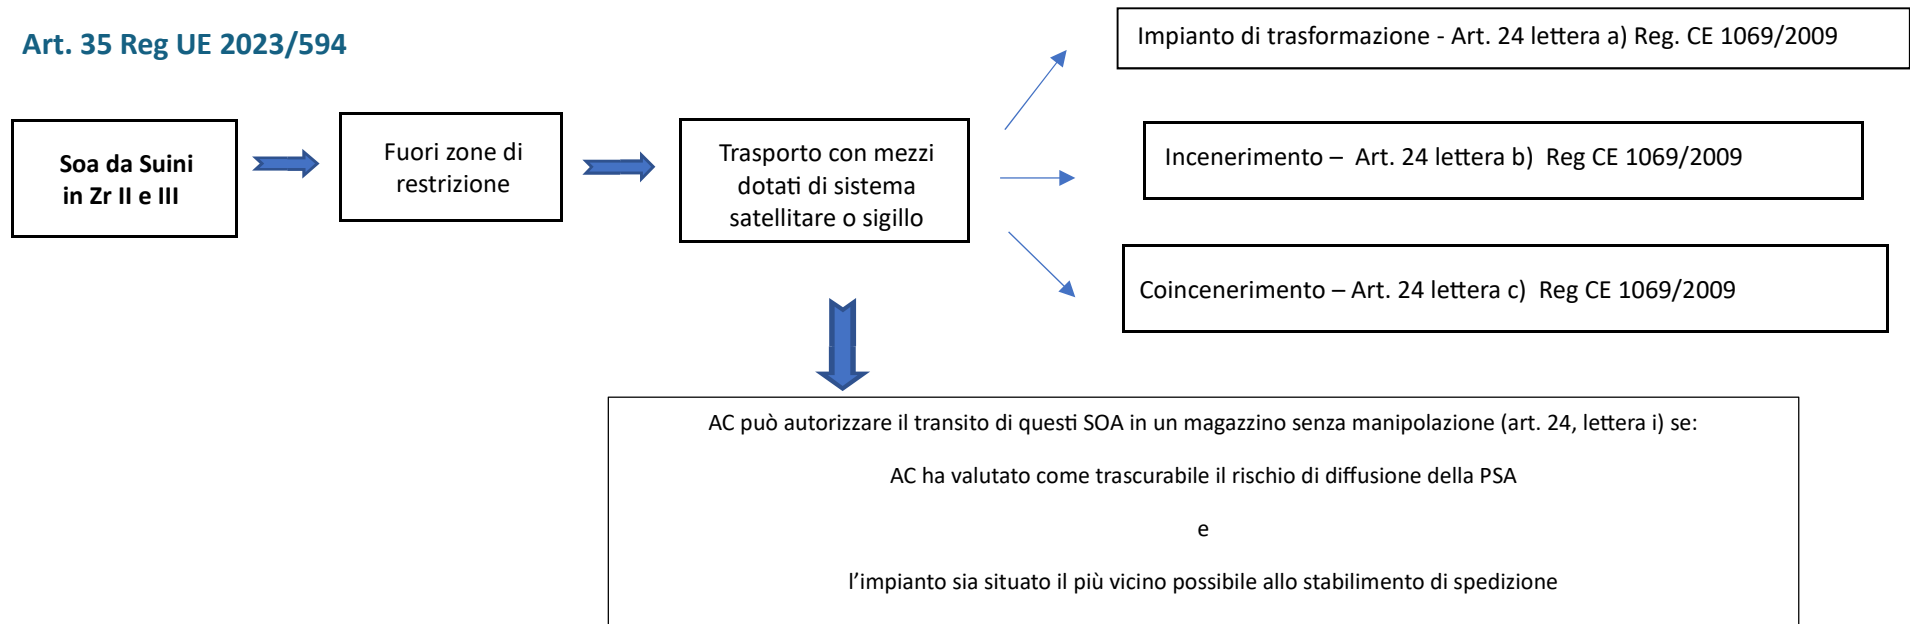 Art. 35 Reg UE 2023/594
Soa da Suini
in Zr II e III
Fuori zone di
restrizione
Trasporto con mezzi
dotati di sistema
satellitare o sigillo
Impianto di trasformazione - Art. 24 lettera a) Reg. CE 1069/2009
Incenerimento – Art. 24 lettera b) Reg CE 1069/2009
Coincenerimento – Art. 24 lettera c) Reg CE 1069/2009
AC può autorizzare il transito di questi SOA in un magazzino senza manipolazione (art. 24, lettera i) se:
AC ha valutato come trascurabile il rischio di diffusione della PSA
e
l’impianto sia situato il più vicino possibile allo stabilimento di spedizione